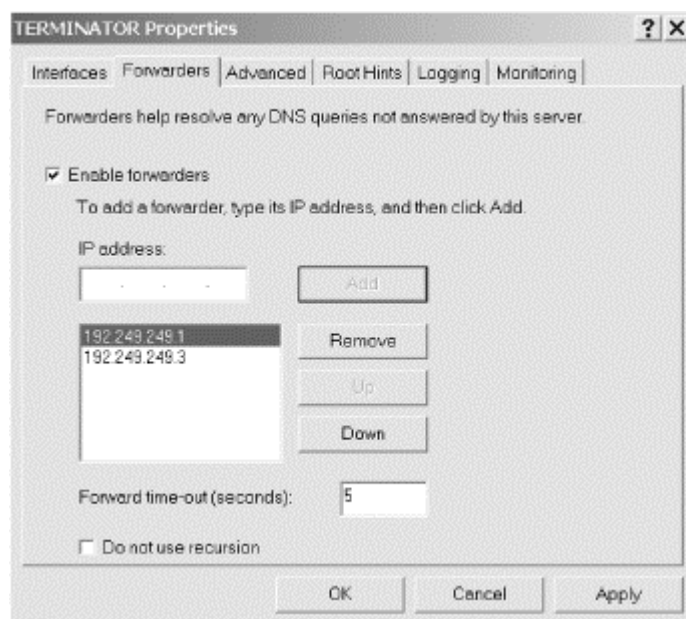 TERMINATOR Properties
Interfaces Forwarders Advanced Root Hints Logging Monitoring
Forwarders help resolve any DNS queries not answered by this server.
Enable forwarders
To add a forwarder, type its IP address, and then click Add.
IP address:
Add
192.249.249.1
192.249.249.3
Remove
Up
Down
Forward time-out (seconds): 5
Do not use recursion
OK Cancel Apply